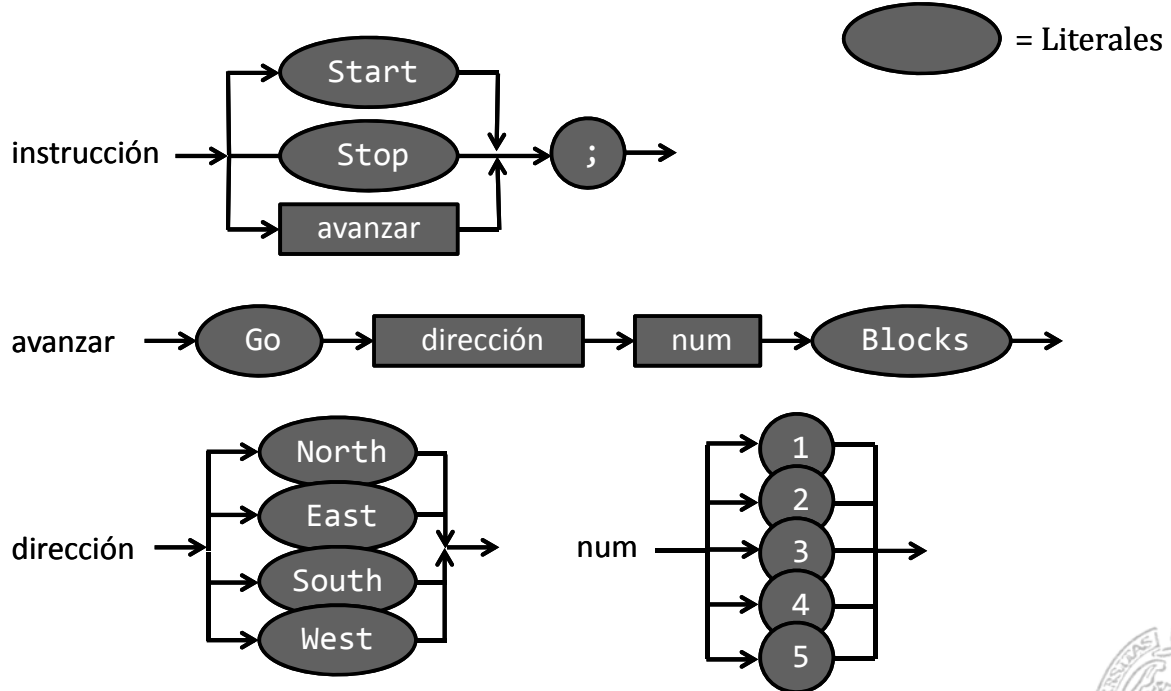 = Literales
Start
instrucción
Stop
;
avanzar
avanzar
Go
dirección
num
Blocks
dirección
North
East
South
West
num
1
2
3
4
5